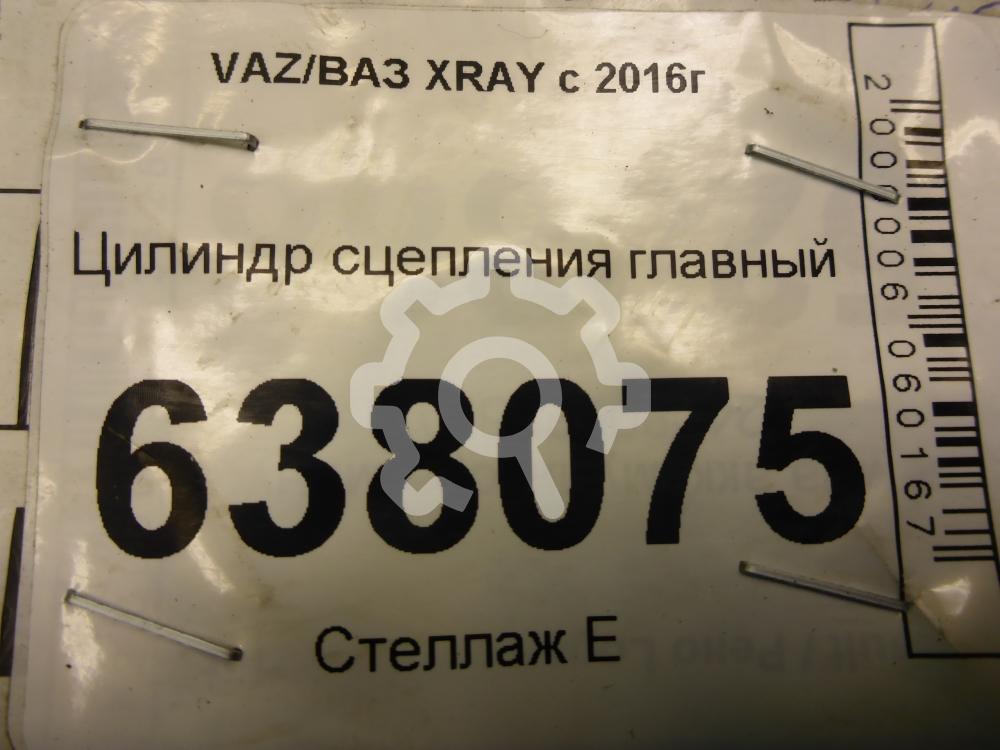 VAZ/ВАЗ XRAY с 2016г
Цилиндр сцепления главный
638075
Стеллаж Е
2000006060167